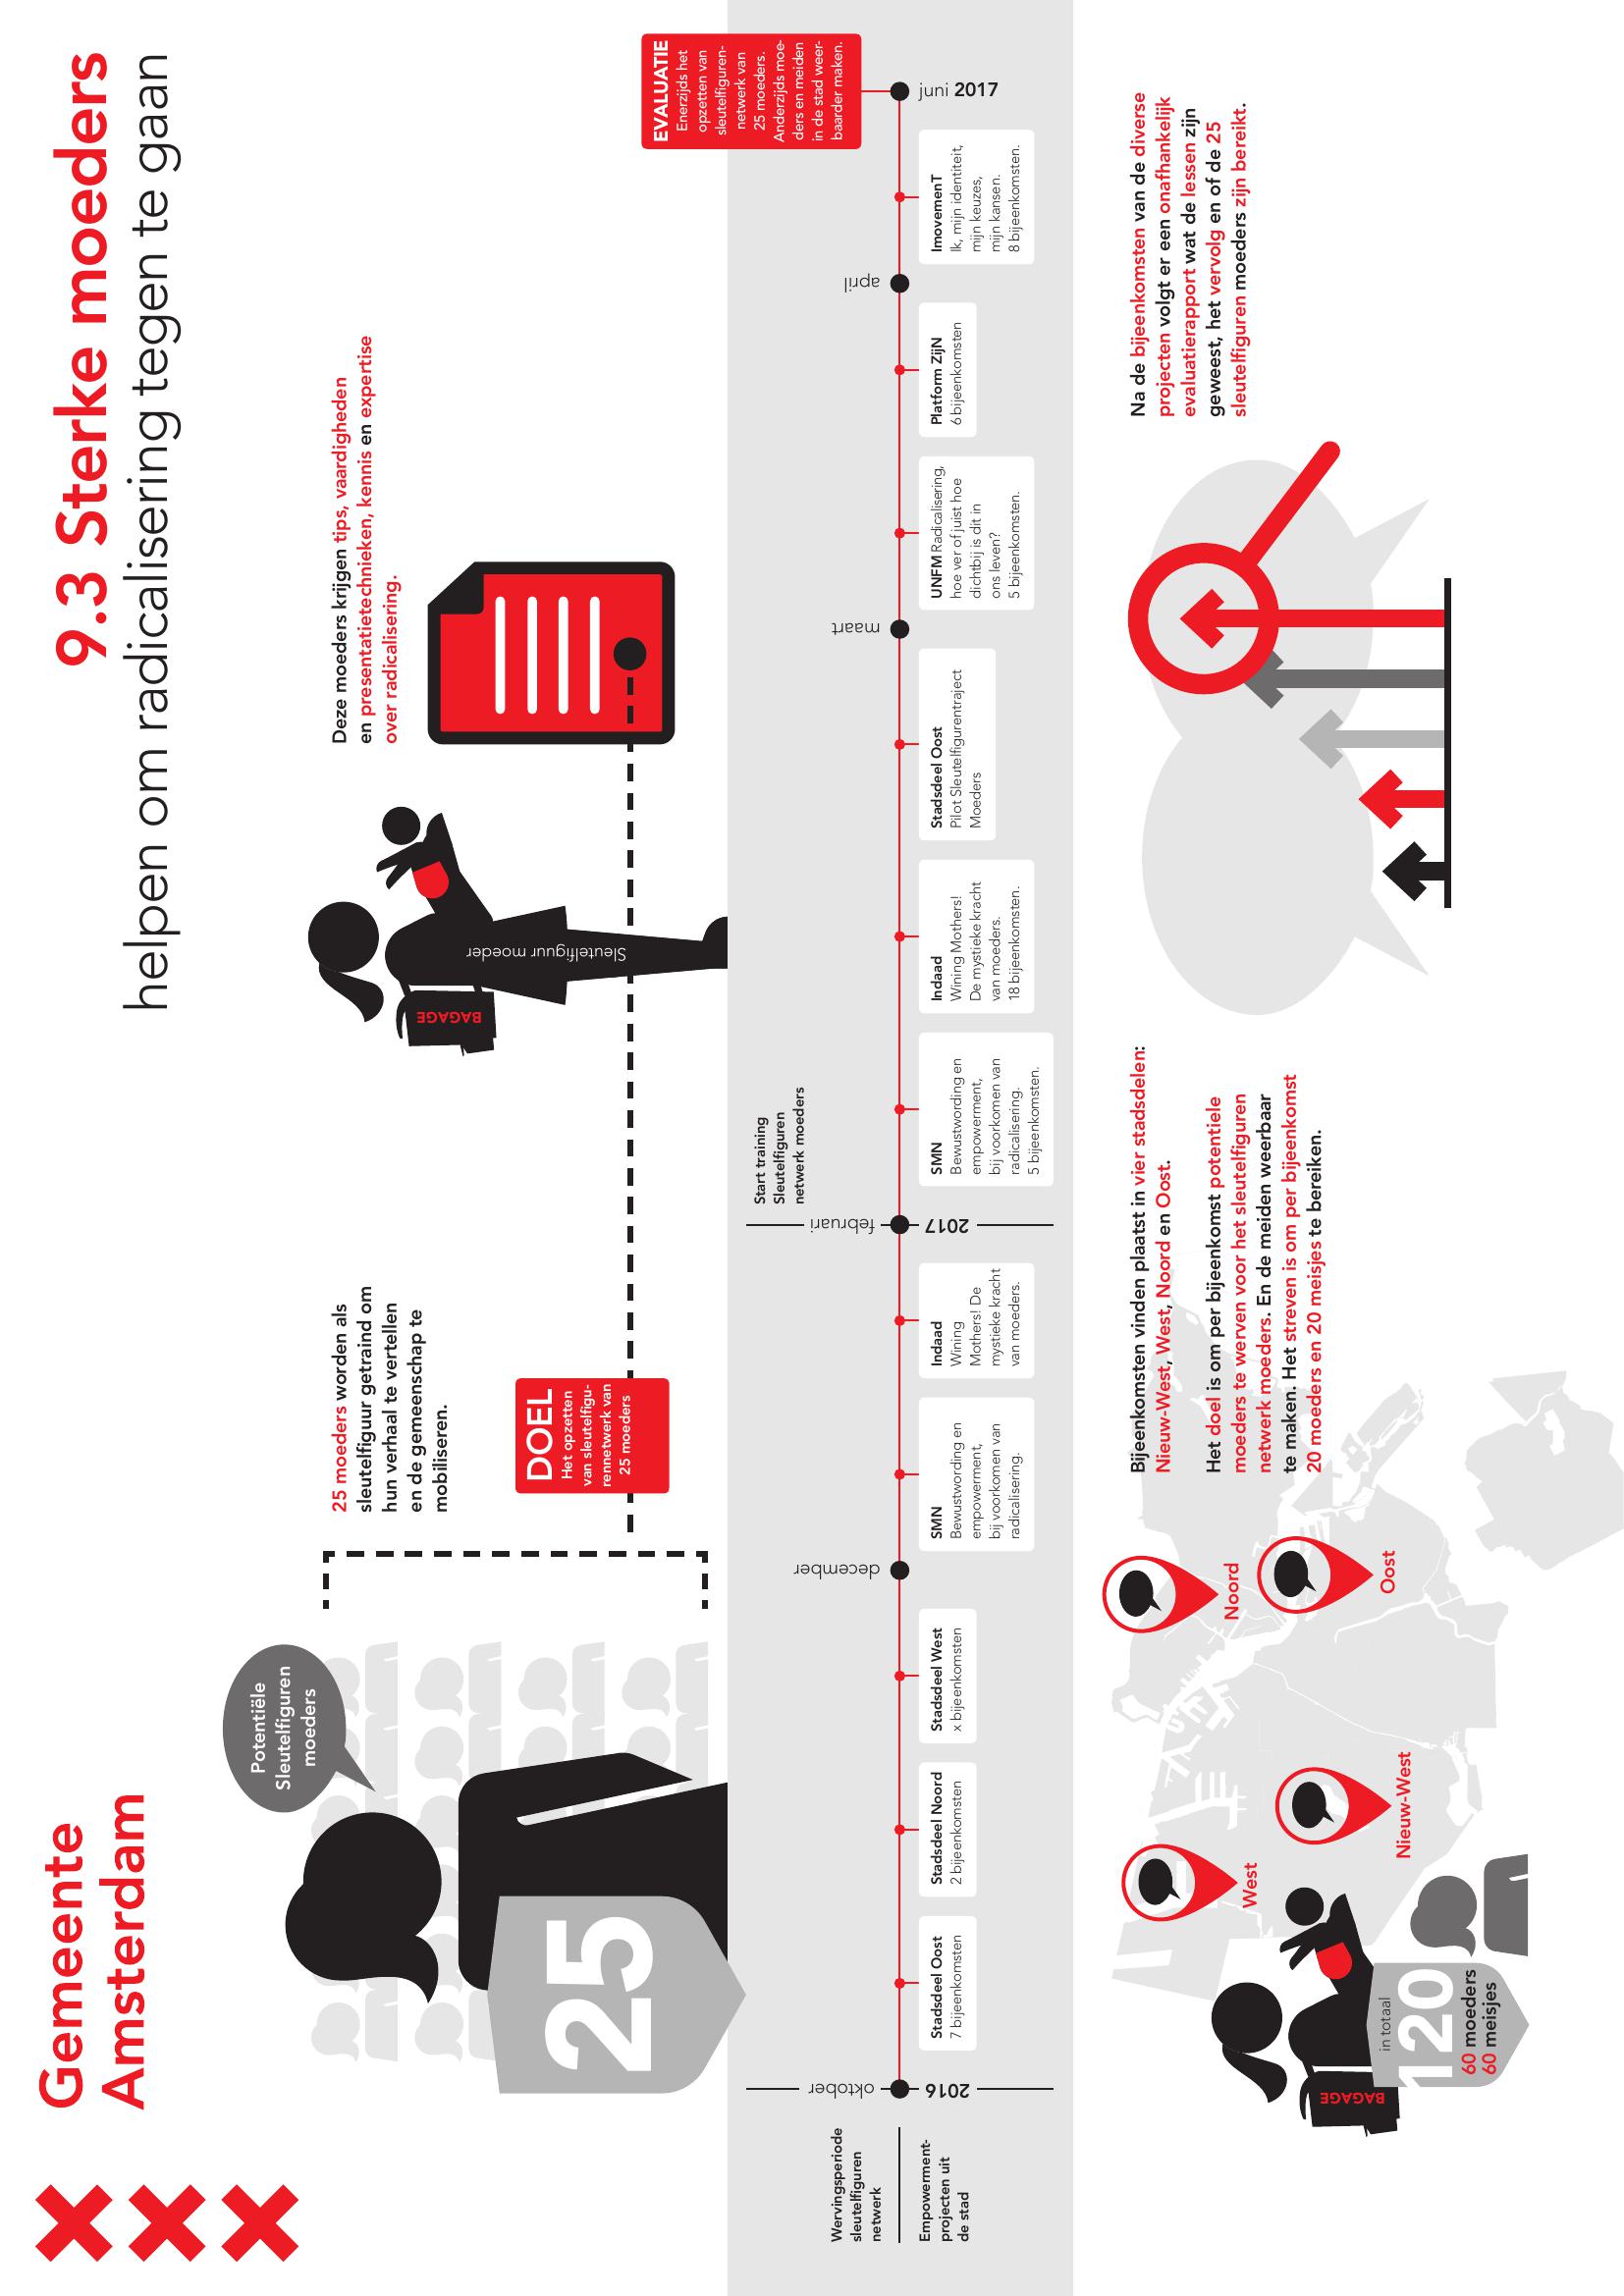 Gemeente
Amsterdam
9.3 Sterke moeders
helpen om radicalisering tegen te gaan
Potentiële
Sleutelfiguren
moeders
25
25 moeders worden als
sleutelfiguur getraind om
hun verhaal te vertellen
en de gemeenschap te
mobiliseren.
DOEL
Het opzetten
van sleutelfigu-
rennetwerk van
25 moeders
BAGAGE
Sleutelfiguur moeder
Deze moeders krijgen tips, vaardigheden
en presentatietechnieken, kennis en expertise
over radicalisering.
EVALUATIE
Enerzijds het
opzetten van
sleutelfiguren-
netwerk van
25 moeders.
Anderzijds moe-
ders en meiden
in de stad weer-
baarder maken.
Wervingsperiode
sleutelfiguren
netwerk
Empowerment-
projecten uit
de stad
oktober
2016
Stadsdeel Oost
7 bijeenkomsten
Stadsdeel Noord
2 bijeenkomsten
Stadsdeel West
x bijeenkomsten
december
SMN
Bewustwording en
empowerment,
bij voorkomen van
radicalisering.
Indaad
Wining
Mothers! De
mystieke kracht
van moeders.
Start training
Sleutelfiguren
netwerk moeders
februari
2017
SMN
Bewustwording en
empowerment,
bij voorkomen van
radicalisering.
5 bijeenkomsten.
Indaad
Wining Mothers!
De mystieke kracht
van moeders.
18 bijeenkomsten.
Stadsdeel Oost
Pilot Sleutelfigurentraject
Moeders
maart
UNFM Radicalisering,
hoe ver of juist hoe
dichtbij is dit in
ons leven?
5 bijeenkomsten.
Platform ZijN
6 bijeenkomsten
april
ImovemenT
Ik, mijn identiteit,
mijn keuzes,
mijn kansen.
8 bijeenkomsten.
juni 2017
BAGAGE
in totaal
120
60 moeders
60 meisjes
West
Nieuw-West
Noord
Oost
Bijeenkomsten vinden plaatst in vier stadsdelen:
Nieuw-West, West, Noord en Oost.
Het doel is om per bijeenkomst potentiele
moeders te werven voor het sleutelfiguren
netwerk moeders. En de meiden weerbaar
te maken. Het streven is om per bijeenkomst
20 moeders en 20 meisjes te bereiken.
Na de bijeenkomsten van de diverse
projecten volgt er een onafhankelijk
evaluatierapport wat de lessen zijn
geweest, het vervolg en of de 25
sleutelfiguren moeders zijn bereikt.